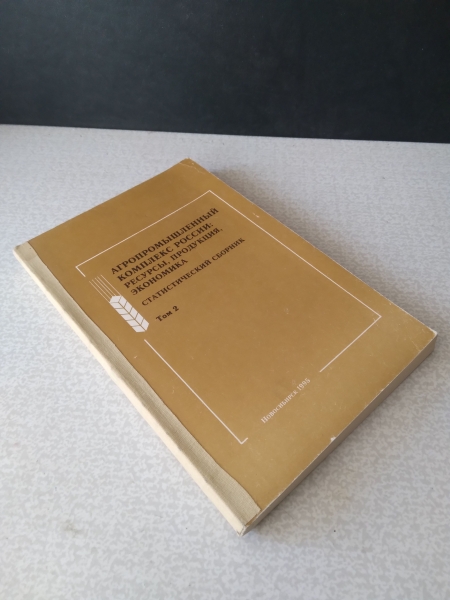 АГРОПРОМЫШЛЕННЫЙ
КОМПЛЕКС РОССИИ:
РЕСУРСЫ, ПРОДУКЦИЯ,
ЭКОНОМИКА
СТАТИСТИЧЕСКИЙ СБОРНИК
Том 2
Новосибирск 1995